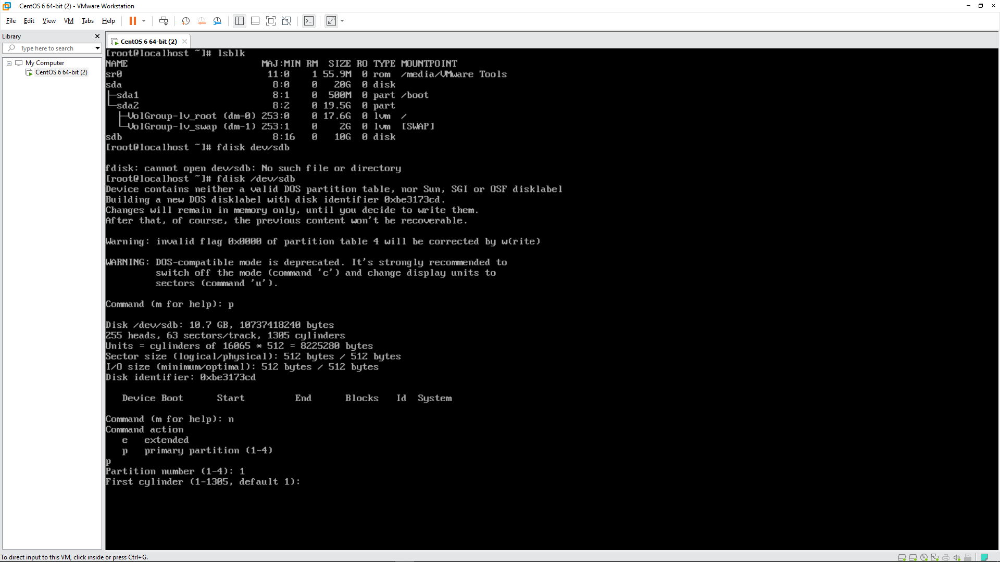 CentOS 6 64-bit (2) - VMware Workstation
File Edit View VM Tabs Help
Library
CentOS 6 64-bit (2)
Type here to search
My Computer
CentOS 6 64-bit (2)
[root@localhost ~]# lsblk
NAME MAJ:MIN RM SIZE RO TYPE MOUNTPOINT
sr0 11:0 1 55.9M 0 rom /media/VMware Tools
sda 8:0 0 20G 0 disk
├─sda1 8:1 0 500M 0 part /boot
└─sda2 8:2 0 19.5G 0 part
├─VolGroup-lv_root (dm-0) 253:0 0 17.6G 0 lvm /
└─VolGroup-lv_swap (dm-1) 253:1 0 2G 0 lvm [SWAP]
sdb 8:16 0 10G 0 disk
[root@localhost ~]# fdisk dev/sdb
fdisk: cannot open dev/sdb: No such file or directory
[root@localhost ~]# fdisk /dev/sdb
Device contains neither a valid DOS partition table, nor Sun, SGI or OSF disklabel
Building a new DOS disklabel with disk identifier 0xbe3173cd.
Changes will remain in memory only, until you decide to write them.
After that, of course, the previous content won't be recoverable.
Warning: invalid flag 0x0000 of partition table 4 will be corrected by w(rite)
WARNING: DOS-compatible mode is deprecated. It's strongly recommended to
switch off the mode (command 'c') and change display units to
sectors (command 'u').
Command (m for help): p
Disk /dev/sdb: 10.7 GB, 10737418240 bytes
255 heads, 63 sectors/track, 1305 cylinders
Units = cylinders of 16065 * 512 = 8225280 bytes
Sector size (logical/physical): 512 bytes / 512 bytes
I/O size (minimum/optimal): 512 bytes / 512 bytes
Disk identifier: 0xbe3173cd
Device Boot Start End Blocks Id System
Command (m for help): n
Command action
e extended
p primary partition (1-4)
p
Partition number (1-4): 1
First cylinder (1-1305, default 1):
To direct input to this VM, click inside or press Ctrl+G.